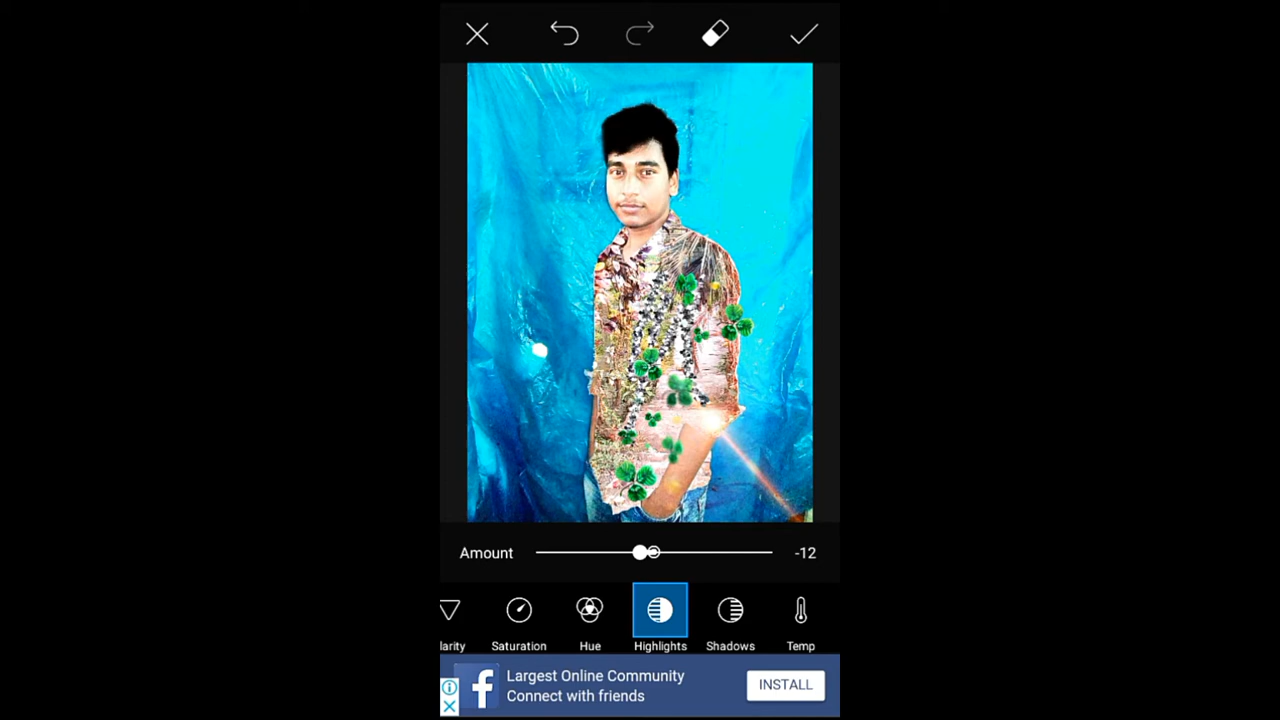 Amount -12
larity Saturation Hue Highlights Shadows Temp
Largest Online Community
Connect with friends
INSTALL